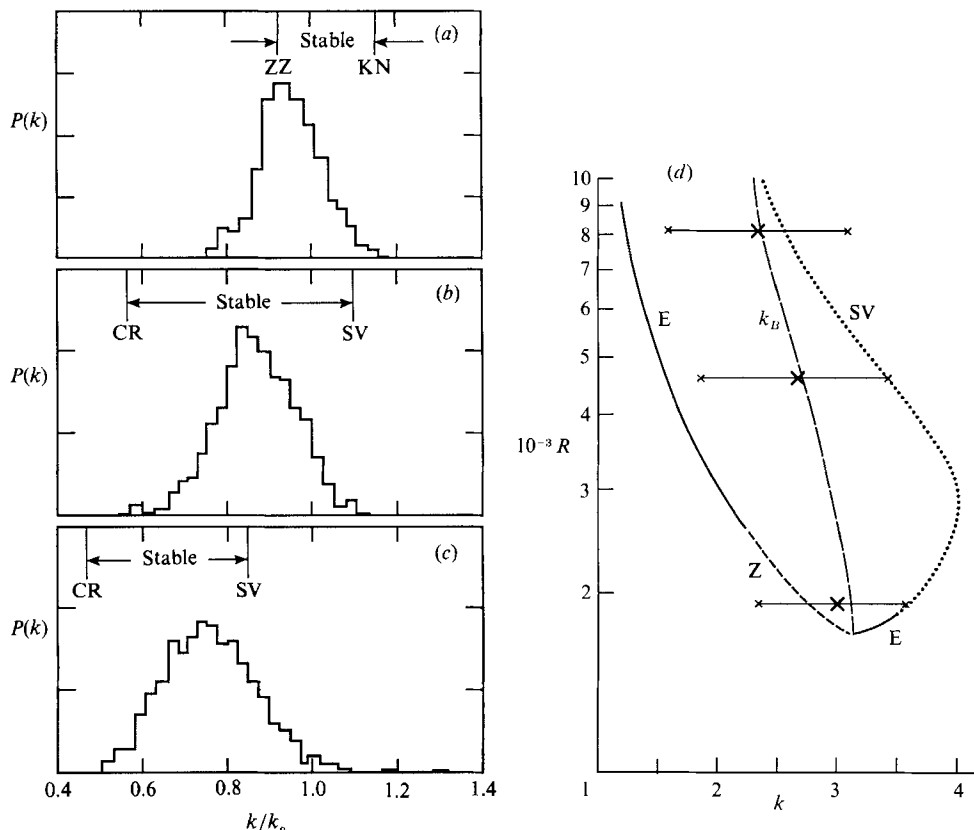 (a)
Stable
ZZ KN
P(k)
(b)
Stable
CR SV
P(k)
(c)
Stable
CR SV
P(k)
0.4 0.6 0.8 1.0 1.2 1.4
(d)
10
9
8
7
6
5
4
3
2
10⁻³ R
E
k_B
SV
Z
E
1 2 3 4
k